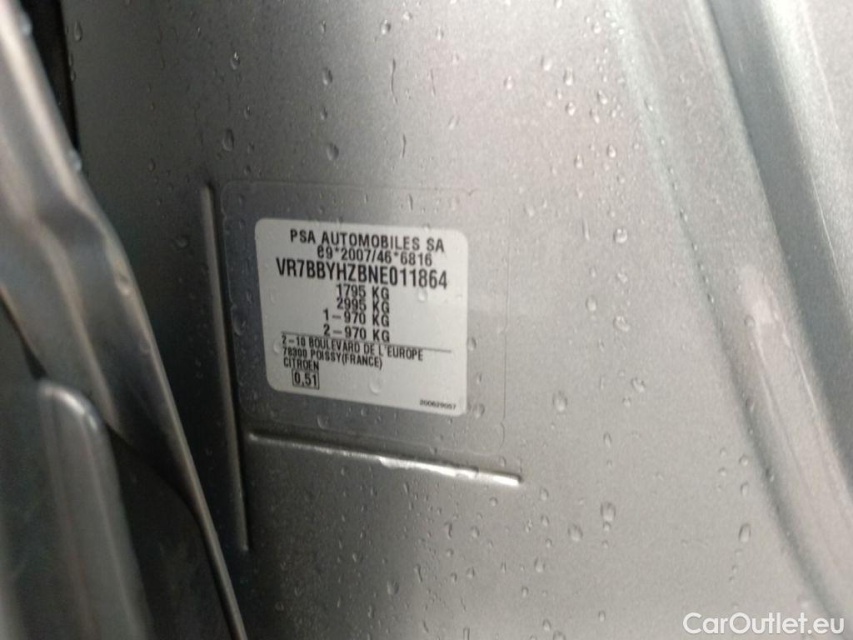 PSA AUTOMOBILES SA
e9*2007/46*6816
VR7BBYHZBNE011864
1795 KG
2995 KG
1-970 KG
2-970 KG
2-10 BOULEVARD DE L'EUROPE
78300 POISSY(FRANCE)
CITROEN
0,51
200629057
CarOutlet.eu